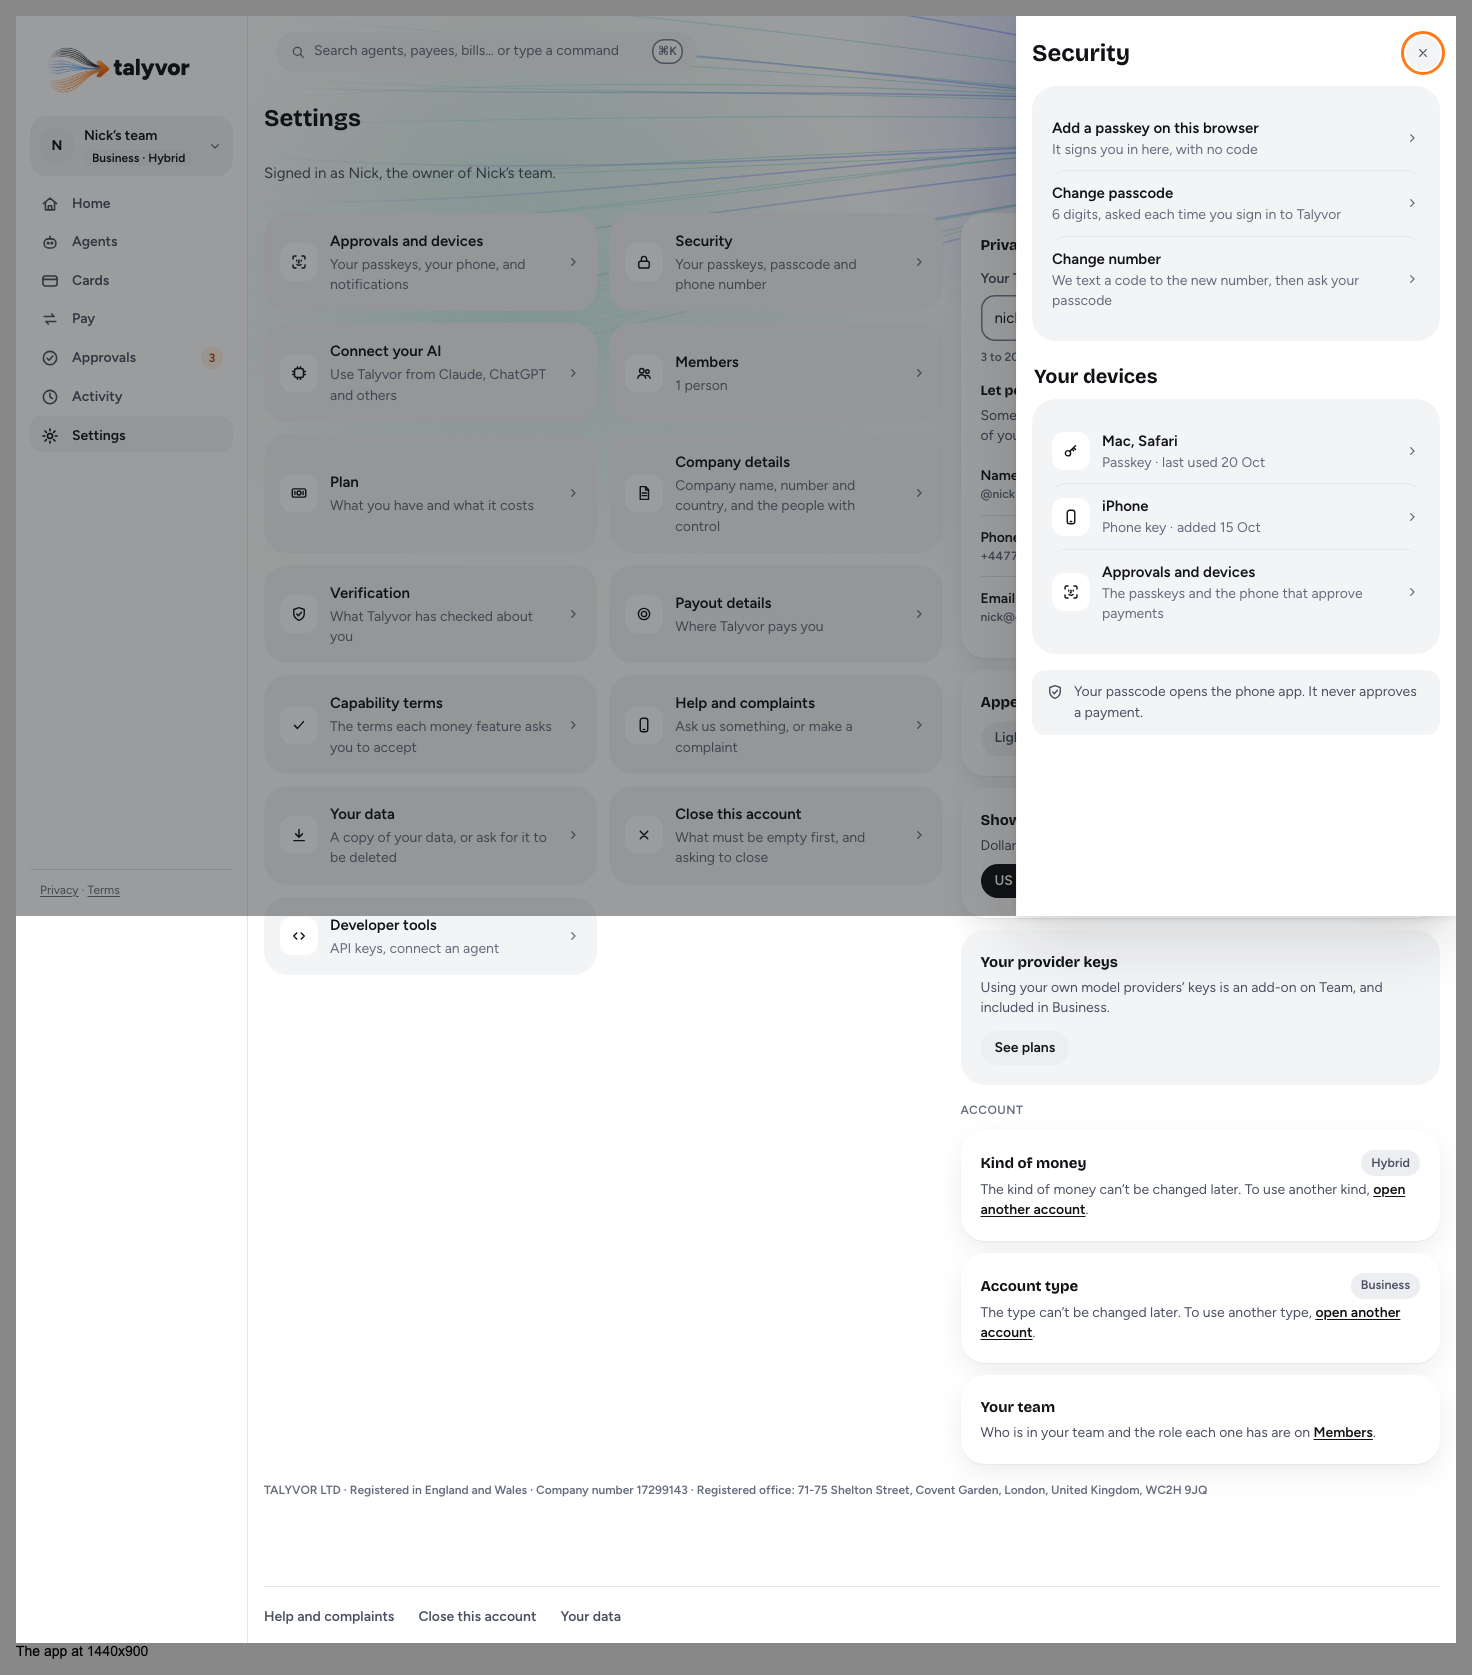 talyvor
Search agents, payees, bills... or type a command
⌘K
N
Nick's team
Business · Hybrid
Home
Agents
Cards
Pay
Approvals
3
Activity
Settings
Privacy · Terms
Settings
Signed in as Nick, the owner of Nick's team.
Approvals and devices
Your passkeys, your phone, and
notifications
Security
Your passkeys, passcode and
phone number
Connect your AI
Use Talyvor from Claude, ChatGPT
and others
Members
1 person
Plan
What you have and what it costs
Company details
Company name, number and
country, and the people with
control
Verification
What Talyvor has checked about
you
Payout details
Where Talyvor pays you
Capability terms
The terms each money feature asks
you to accept
Help and complaints
Ask us something, or make a
complaint
Your data
A copy of your data, or ask for it to
be deleted
Close this account
What must be empty first, and
asking to close
Developer tools
API keys, connect an agent
Your
3 to 20
Some
of you
Name
@nick
Phone
+447
Email
nick@
Dollar
US
Security
Add a passkey on this browser
It signs you in here, with no code
Change passcode
6 digits, asked each time you sign in to Talyvor
Change number
We text a code to the new number, then ask your
passcode
Your devices
Mac, Safari
Passkey · last used 20 Oct
iPhone
Phone key · added 15 Oct
Approvals and devices
The passkeys and the phone that approve
payments
Your passcode opens the phone app. It never approves
a payment.
Your provider keys
Using your own model providers' keys is an add-on on Team, and
included in Business.
See plans
ACCOUNT
Kind of money
Hybrid
The kind of money can't be changed later. To use another kind, open
another account.
Account type
Business
The type can't be changed later. To use another type, open another
account.
Your team
Who is in your team and the role each one has are on Members.
TALYVOR LTD · Registered in England and Wales · Company number 17299143 · Registered office: 71-75 Shelton Street, Covent Garden, London, United Kingdom, WC2H 9JQ
Help and complaints
Close this account
Your data
The app at 1440x900